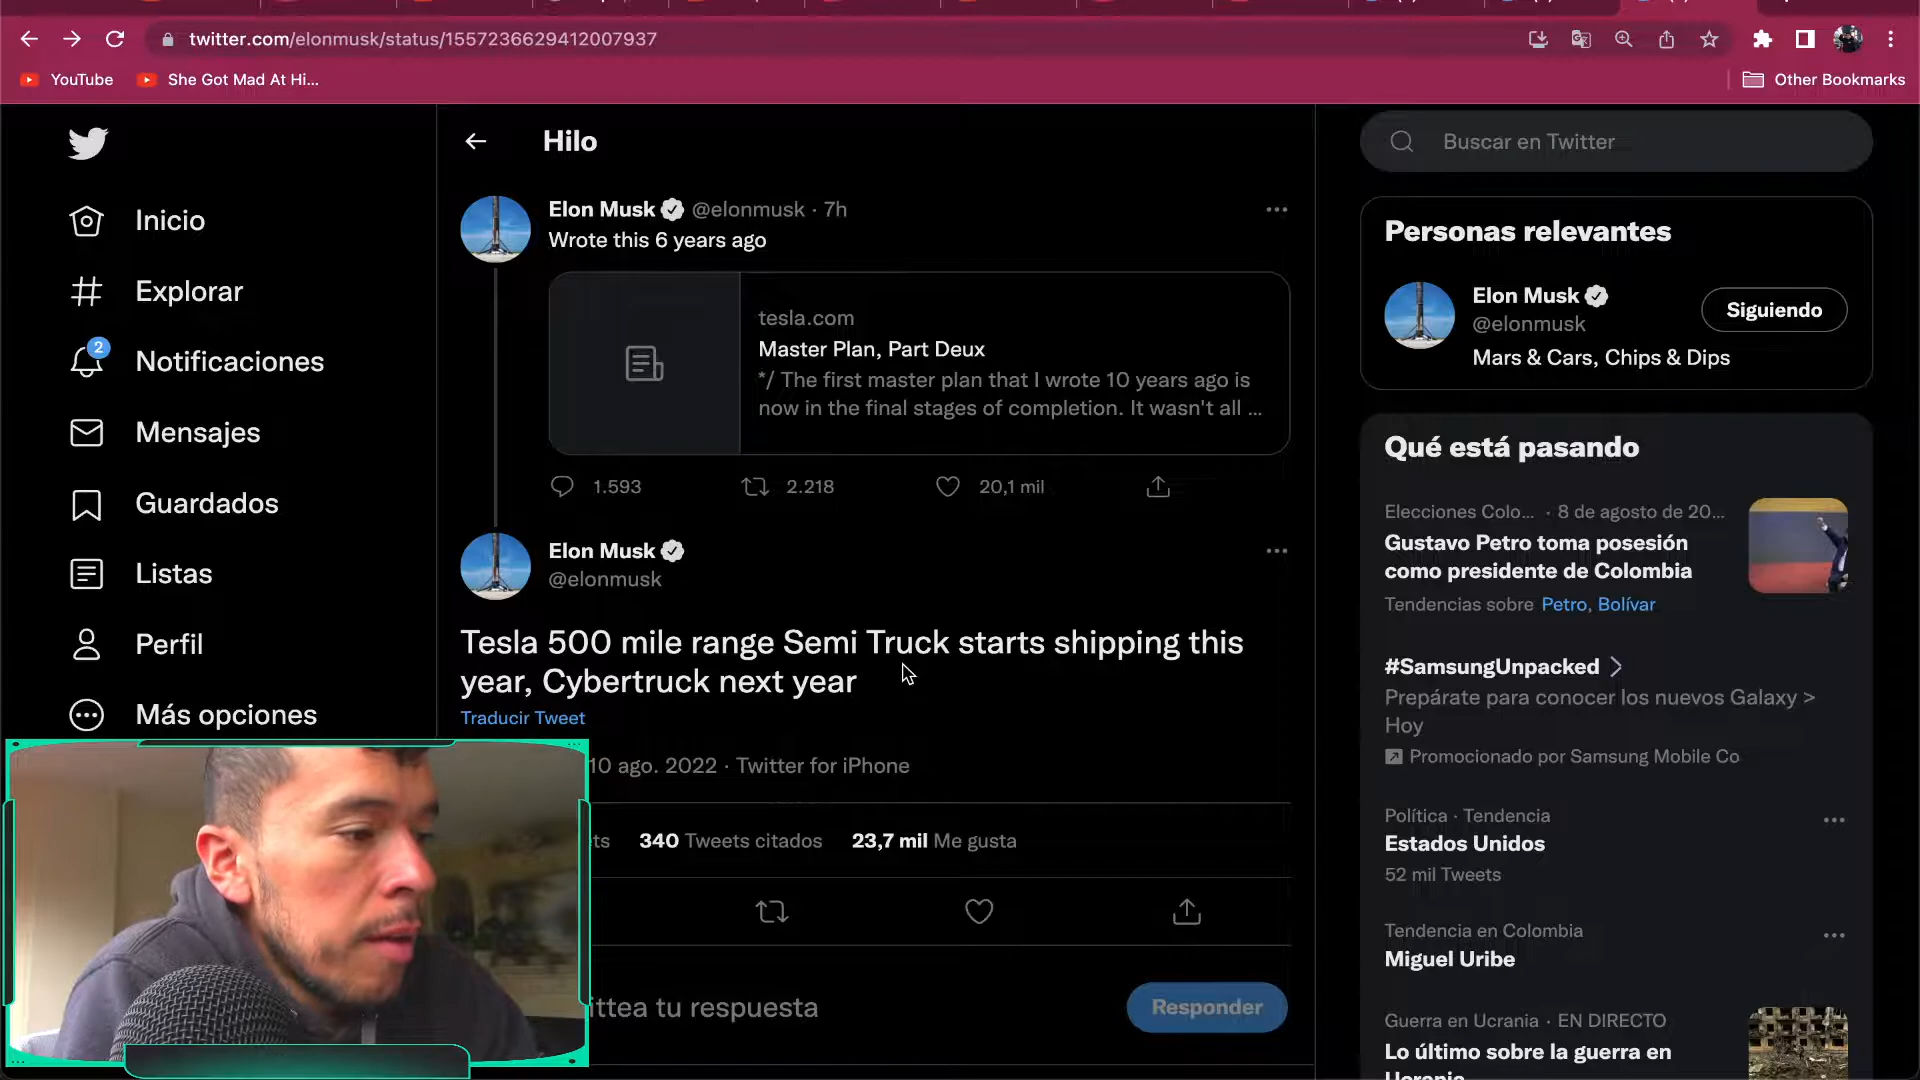 twitter.com/elonmusk/status/1557236629412007937
YouTube
She Got Mad At Hi...
Other Bookmarks
Inicio
Explorar
2
Notificaciones
Mensajes
Guardados
Listas
Perfil
Más opciones
Hilo
Elon Musk @elonmusk · 7h
Wrote this 6 years ago
tesla.com
Master Plan, Part Deux
*/ The first master plan that I wrote 10 years ago is
now in the final stages of completion. It wasn't all ...
1.593
2.218
20,1 mil
Elon Musk
@elonmusk
Tesla 500 mile range Semi Truck starts shipping this
year, Cybertruck next year
Traducir Tweet
10 ago. 2022 · Twitter for iPhone
ts 340 Tweets citados 23,7 mil Me gusta
ittea tu respuesta
Responder
Buscar en Twitter
Personas relevantes
Elon Musk
@elonmusk
Siguiendo
Mars & Cars, Chips & Dips
Qué está pasando
Elecciones Colo... · 8 de agosto de 20...
Gustavo Petro toma posesión
como presidente de Colombia
Tendencias sobre Petro, Bolívar
#SamsungUnpacked
Prepárate para conocer los nuevos Galaxy >
Hoy
Promocionado por Samsung Mobile Co
Política · Tendencia
Estados Unidos
52 mil Tweets
Tendencia en Colombia
Miguel Uribe
Guerra en Ucrania · EN DIRECTO
Lo último sobre la guerra en
Ucrania